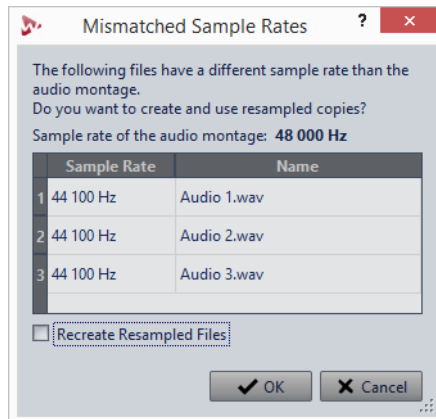 Mismatched Sample Rates
?
×
The following files have a different sample rate than the
audio montage.
Do you want to create and use resampled copies?
Sample rate of the audio montage: 48 000 Hz
Sample Rate Name
1 44 100 Hz Audio 1.wav
2 44 100 Hz Audio 2.wav
3 44 100 Hz Audio 3.wav
Recreate Resampled Files
OK Cancel